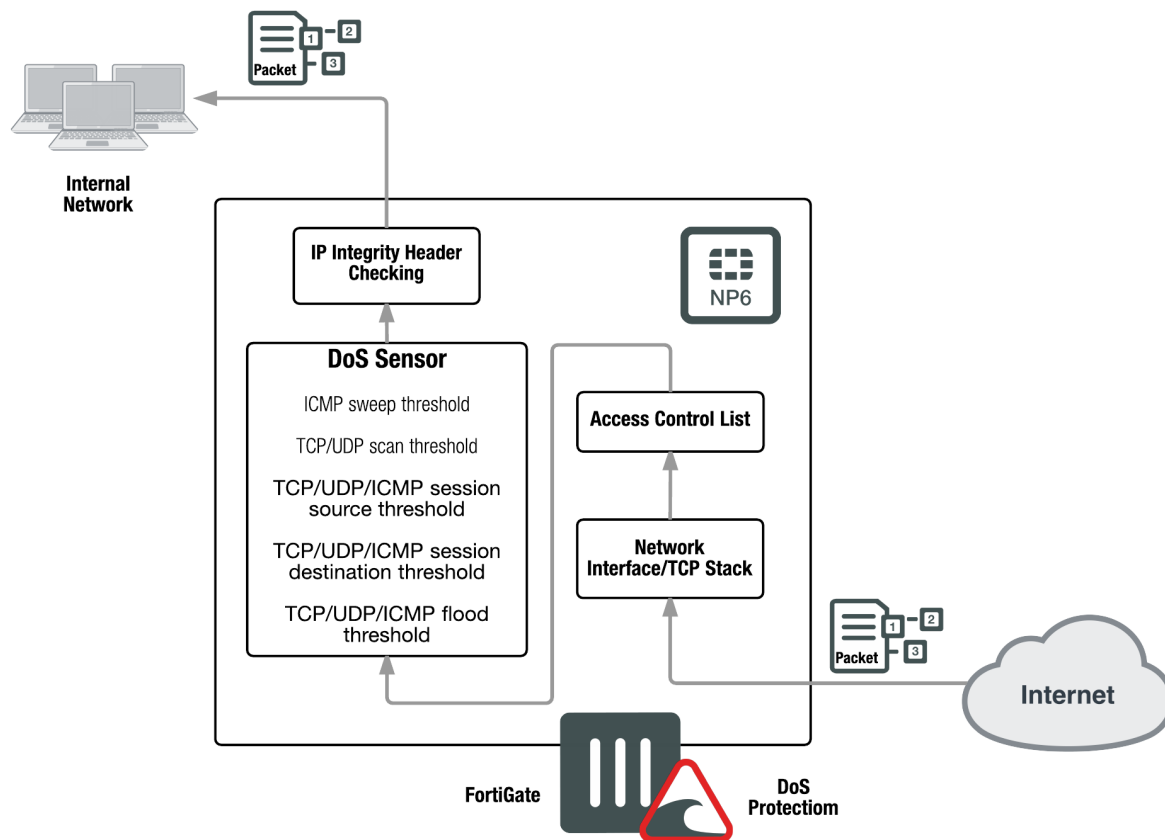 1
2
3
Packet
Internal
Network
IP Integrity Header
Checking
NP6
DoS Sensor
ICMP sweep threshold
TCP/UDP scan threshold
TCP/UDP/ICMP session
source threshold
TCP/UDP/ICMP session
destination threshold
TCP/UDP/ICMP flood
threshold
Access Control List
Network
Interface/TCP Stack
1
2
3
Packet
Internet
FortiGate
DoS
Protectiom